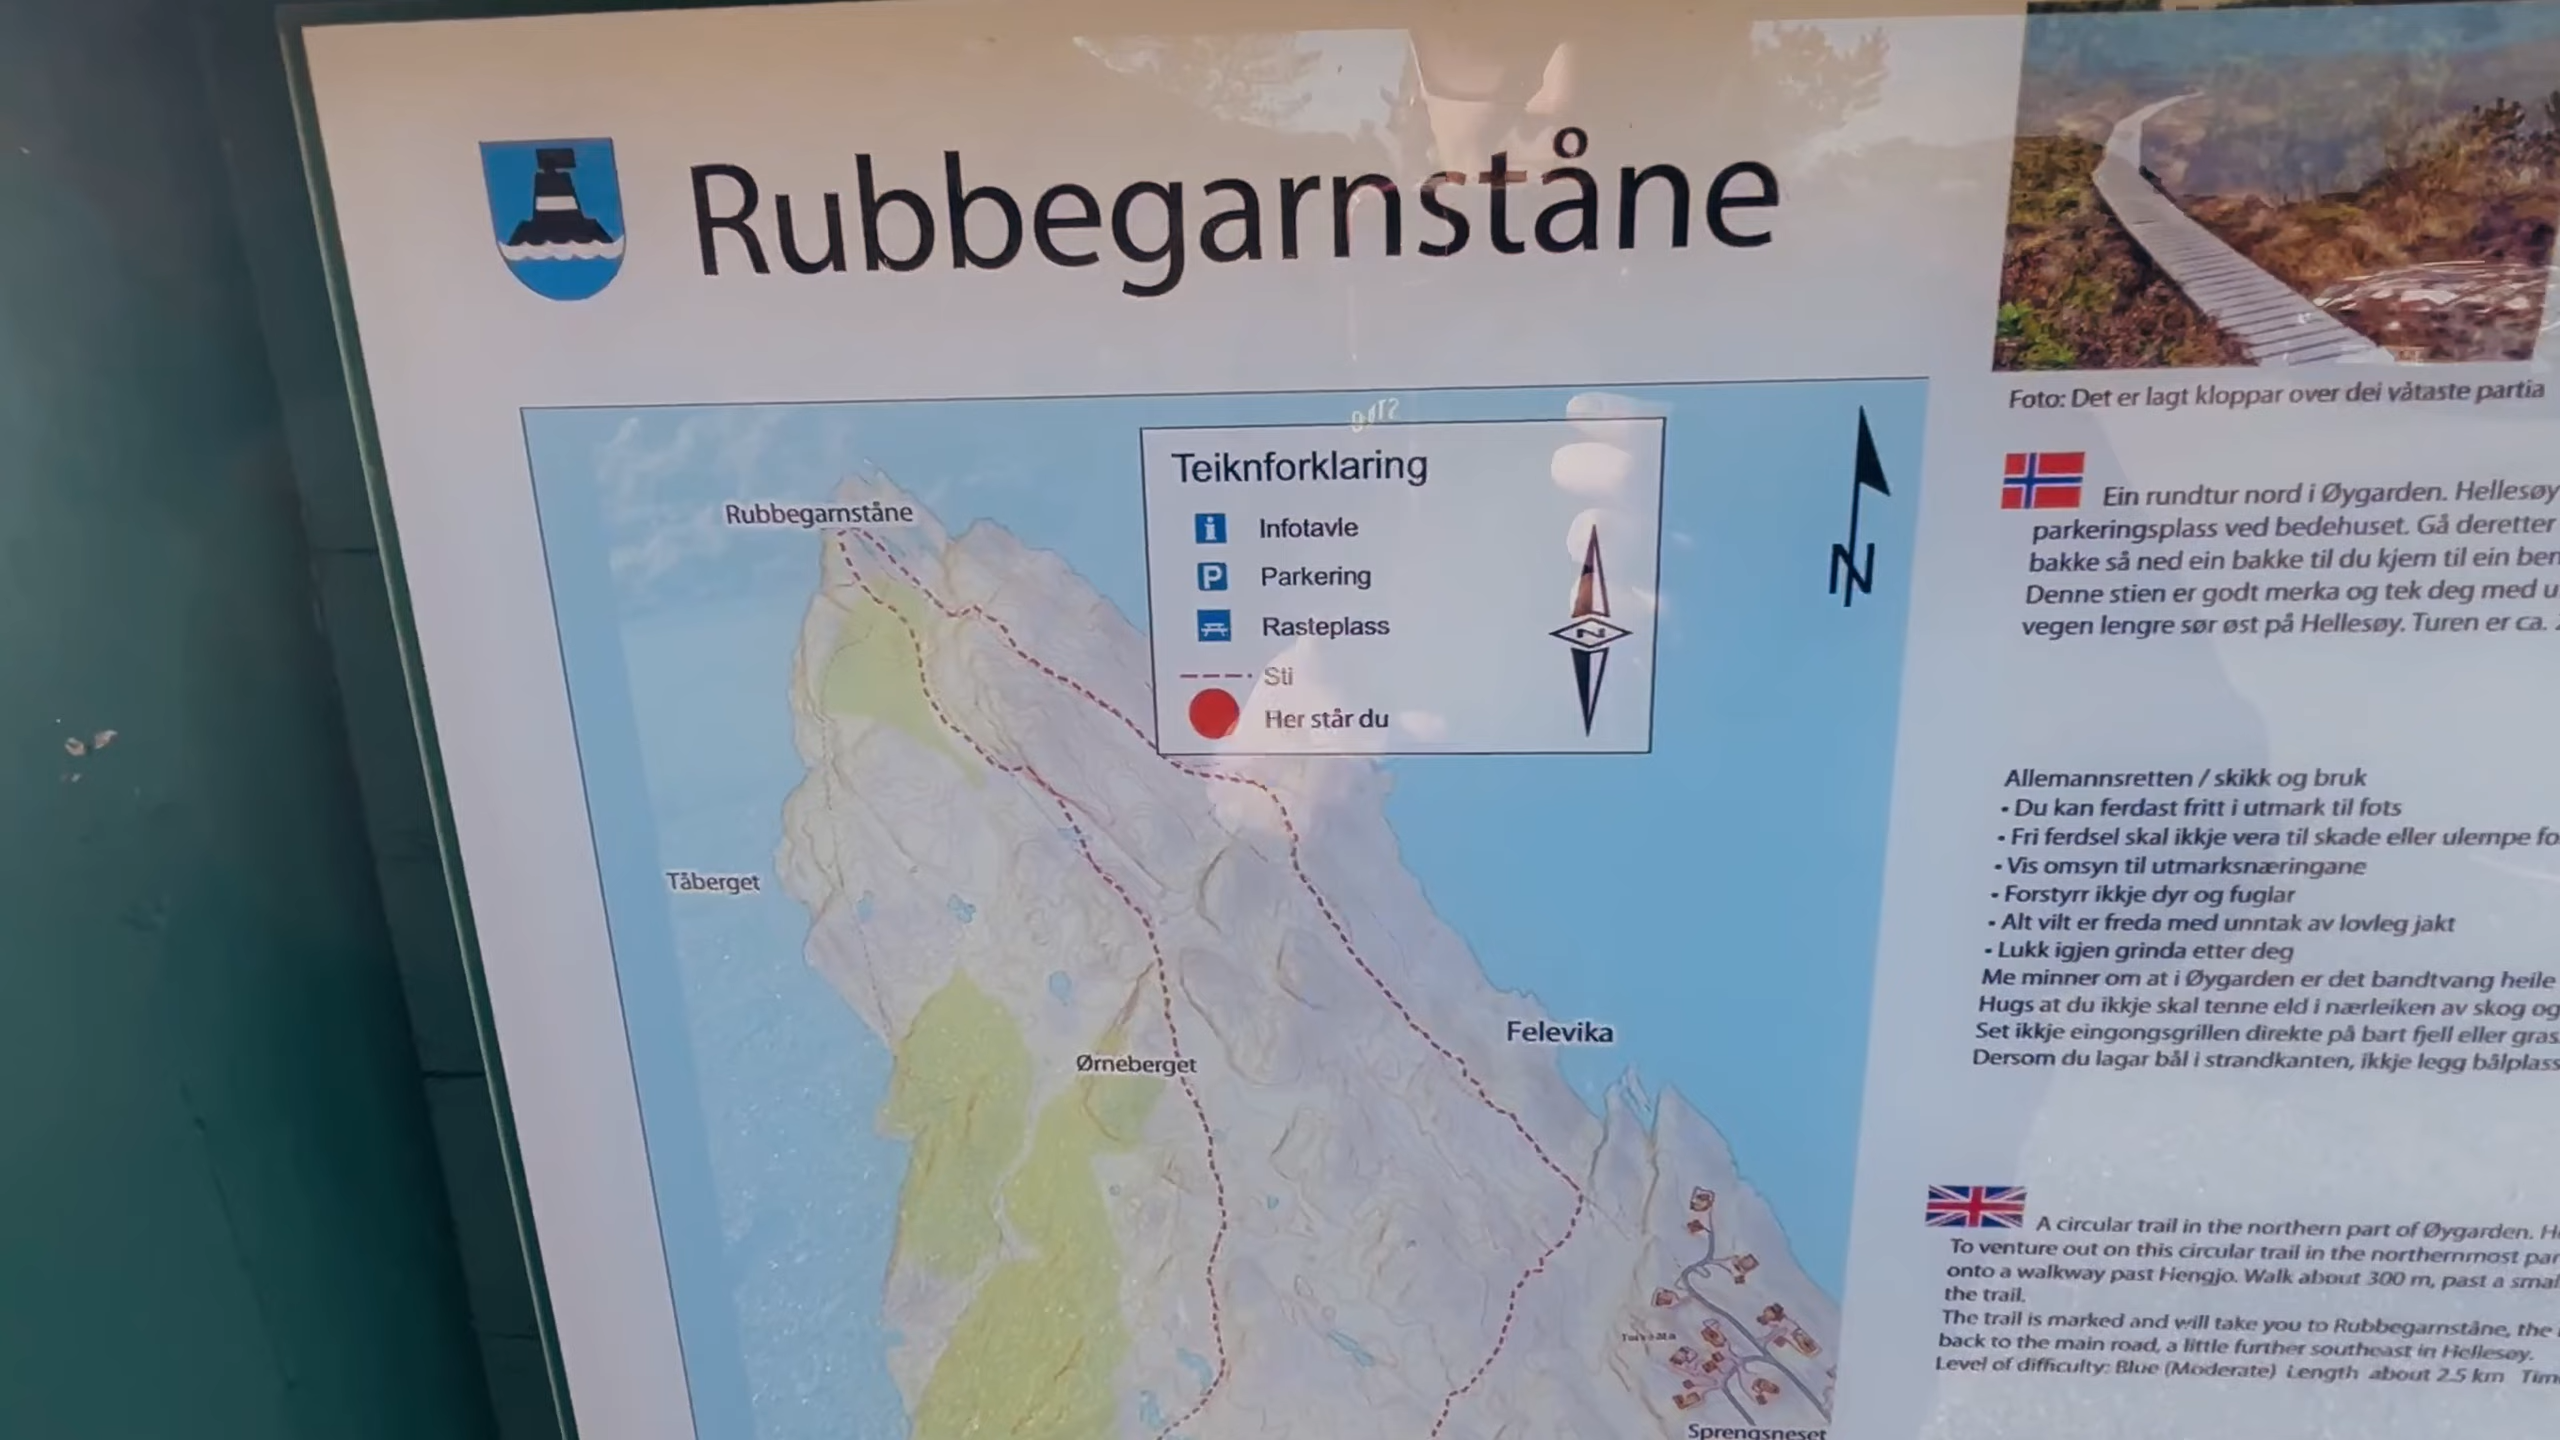 Rubbegarnståne
Teiknforklaring
Infotavle
Parkering
Rasteplass
Sti
Her står du
N
N
Rubbegarnståne
Tåberget
Ørneberget
Felevika
Sprengsneset
Foto: Det er lagt kloppar over dei våtaste partia
Ein rundtur nord i Øygarden. Hellesøy
parkeringsplass ved bedehuset. Gå deretter
bakke så ned ein bakke til du kjem til ein
Denne stien er godt merka og tek deg med
vegen lengre sør øst på Hellesøy. Turen er ca.
Allemannsretten / skikk og bruk
• Du kan ferdast fritt i utmark til fots
• Fri ferdsel skal ikkje vera til skade eller ulempe
• Vis omsyn til utmarksnæringane
• Forstyrr ikkje dyr og fuglar
• Alt vilt er freda med unntak av lovleg jakt
• Lukk igjen grinda etter deg
Me minner om at i Øygarden er det bandtvang heile
Hugs at du ikkje skal tenne eld i nærleiken av skog og
Set ikkje eingongsgrillen direkte på bart fjell eller
Dersom du lagar bål i strandkanten, ikkje legg
A circular trail in the northern part of Øygarden.
To venture out on this circular trail in the northernmost
onto a walkway past Hengjo. Walk about 300 m, past a
the trail.
The trail is marked and will take you to Rubbegarnståne, the
back to the main road, a little further southeast in Hellesøy.
Level of difficulty: Blue (Moderate) Length about 2.5 km